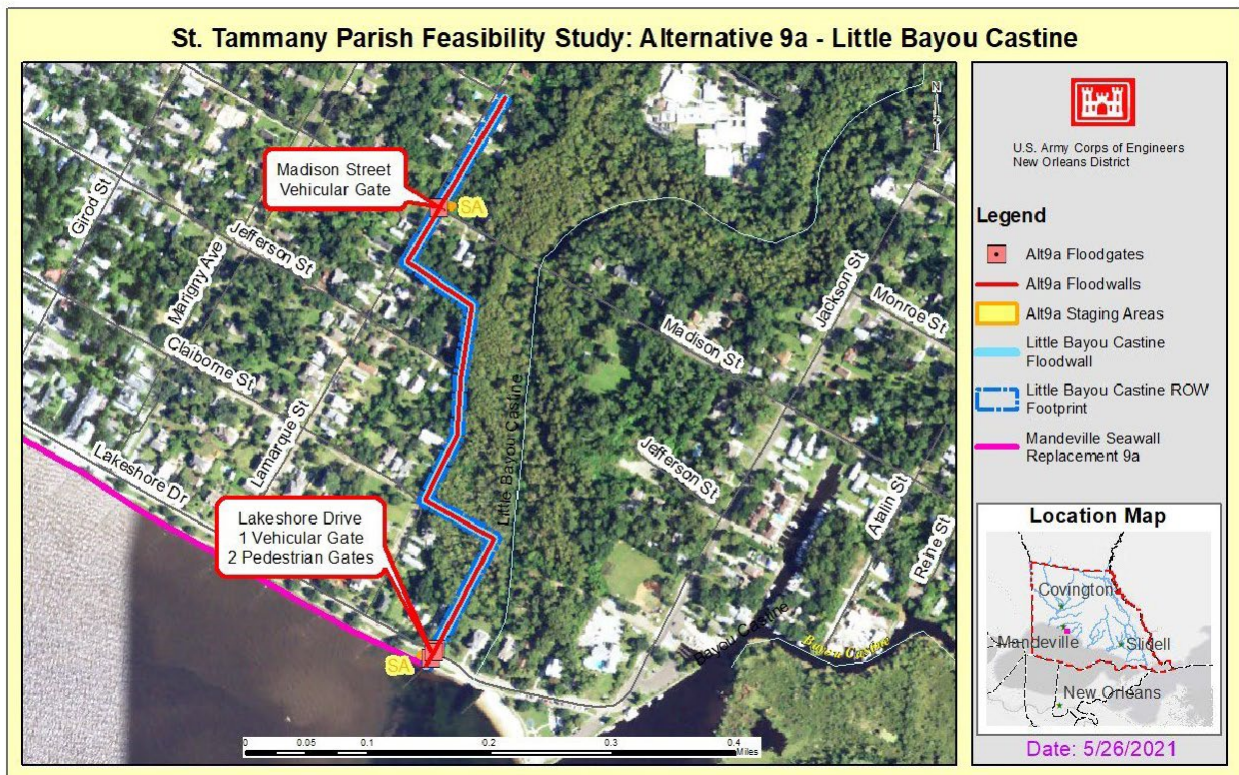 St. Tammany Parish Feasibility Study: Alternative 9a - Little Bayou Castine
N
Madison Street
Vehicular Gate
SA
Girod St
Marigny Ave
Jefferson St
Claiborne St
Lamarque St
Lakeshore Dr
Little Bayou Castine
Jackson St
Monroe St
Madison St
Jefferson St
Atalin St
Reine St
Bayou Castine
Bayou Castine
Lakeshore Drive
1 Vehicular Gate
2 Pedestrian Gates
SA
0 0.05 0.1 0.2 0.3 0.4
Miles
U.S. Army Corps of Engineers
New Orleans District
Legend
Alt9a Floodgates
Alt9a Floodwalls
Alt9a Staging Areas
Little Bayou Castine
Floodwall
Little Bayou Castine ROW
Footprint
Mandeville Seawall
Replacement 9a
Location Map
Covington
Mandeville
Slidell
New Orleans
Date: 5/26/2021